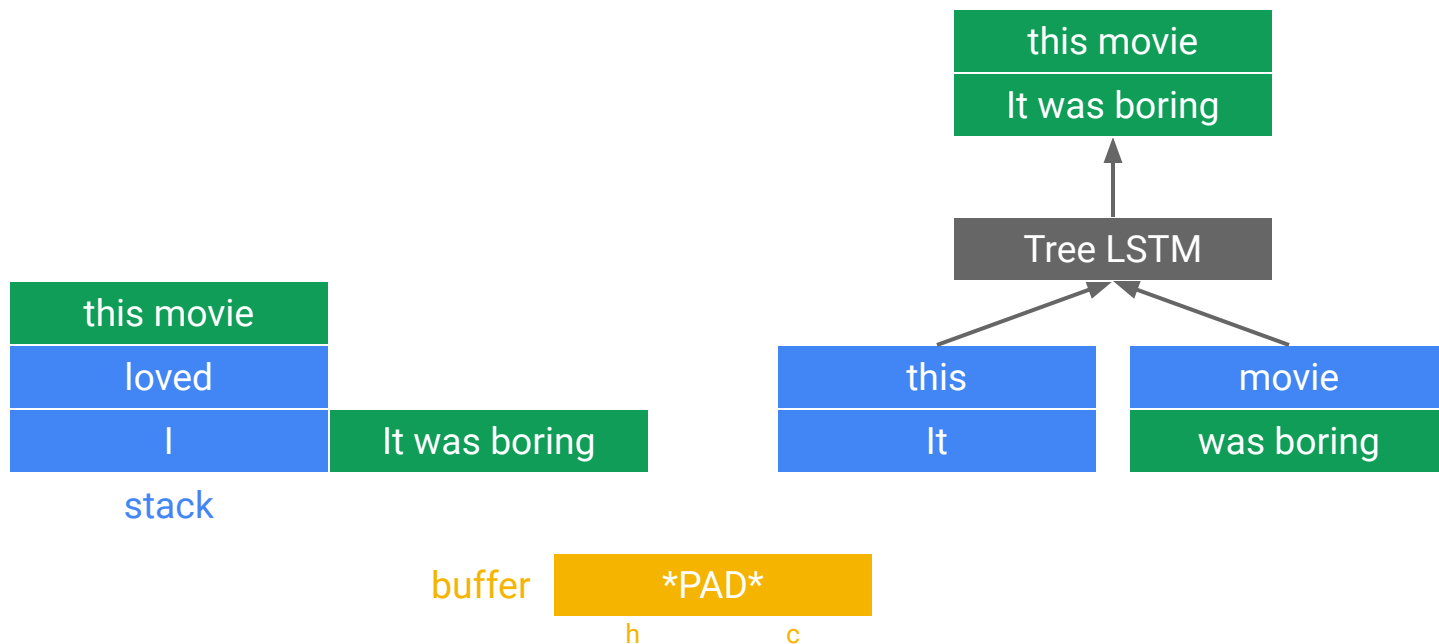 this movie
It was boring
Tree LSTM
this movie
loved
I
It was boring
stack
this
movie
It
was boring
buffer
*PAD*
h
c